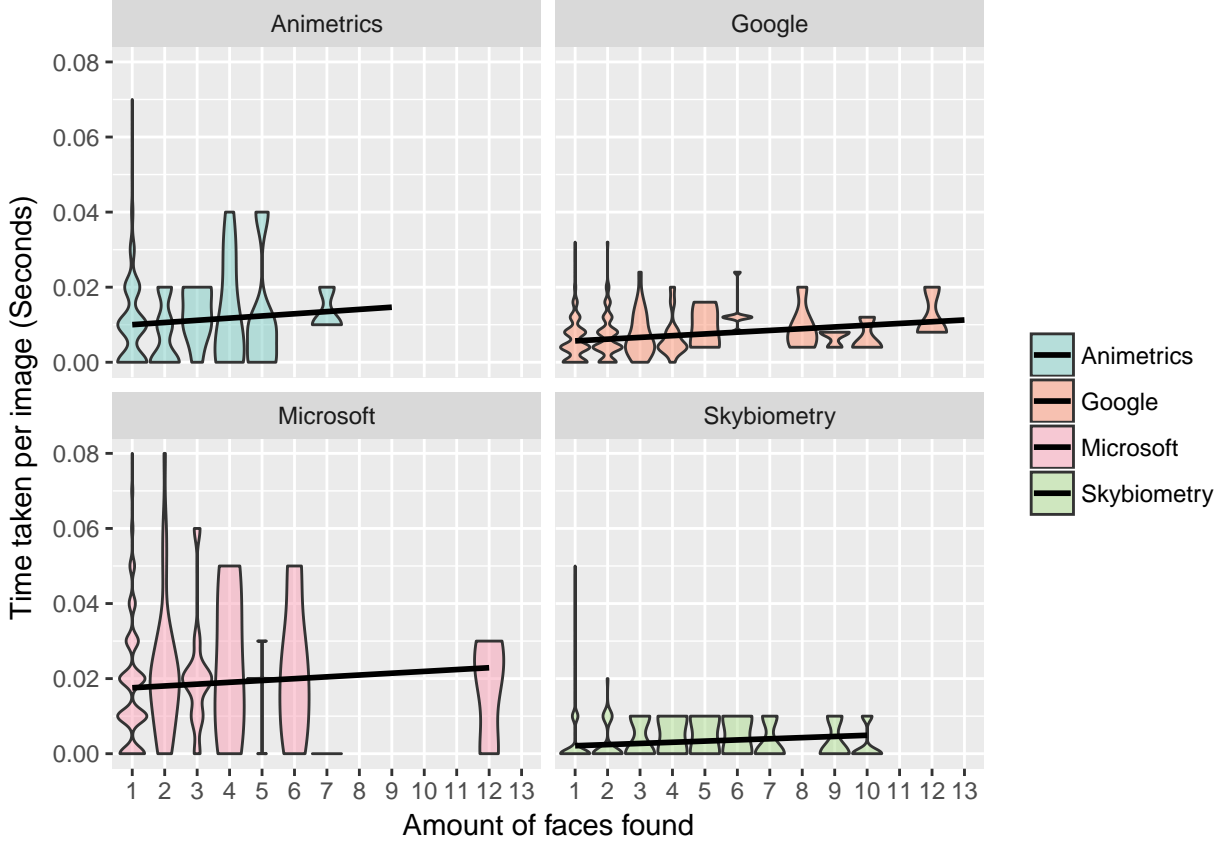 Animetrics
Google
0.08
0.06
0.04
0.02
0.00
Microsoft
Skybiometry
0.08
0.06
0.04
0.02
0.00
1 2 3 4 5 6 7 8 9 10 11 12 13
1 2 3 4 5 6 7 8 9 10 11 12 13
Amount of faces found
Time taken per image (Seconds)
Animetrics
Google
Microsoft
Skybiometry